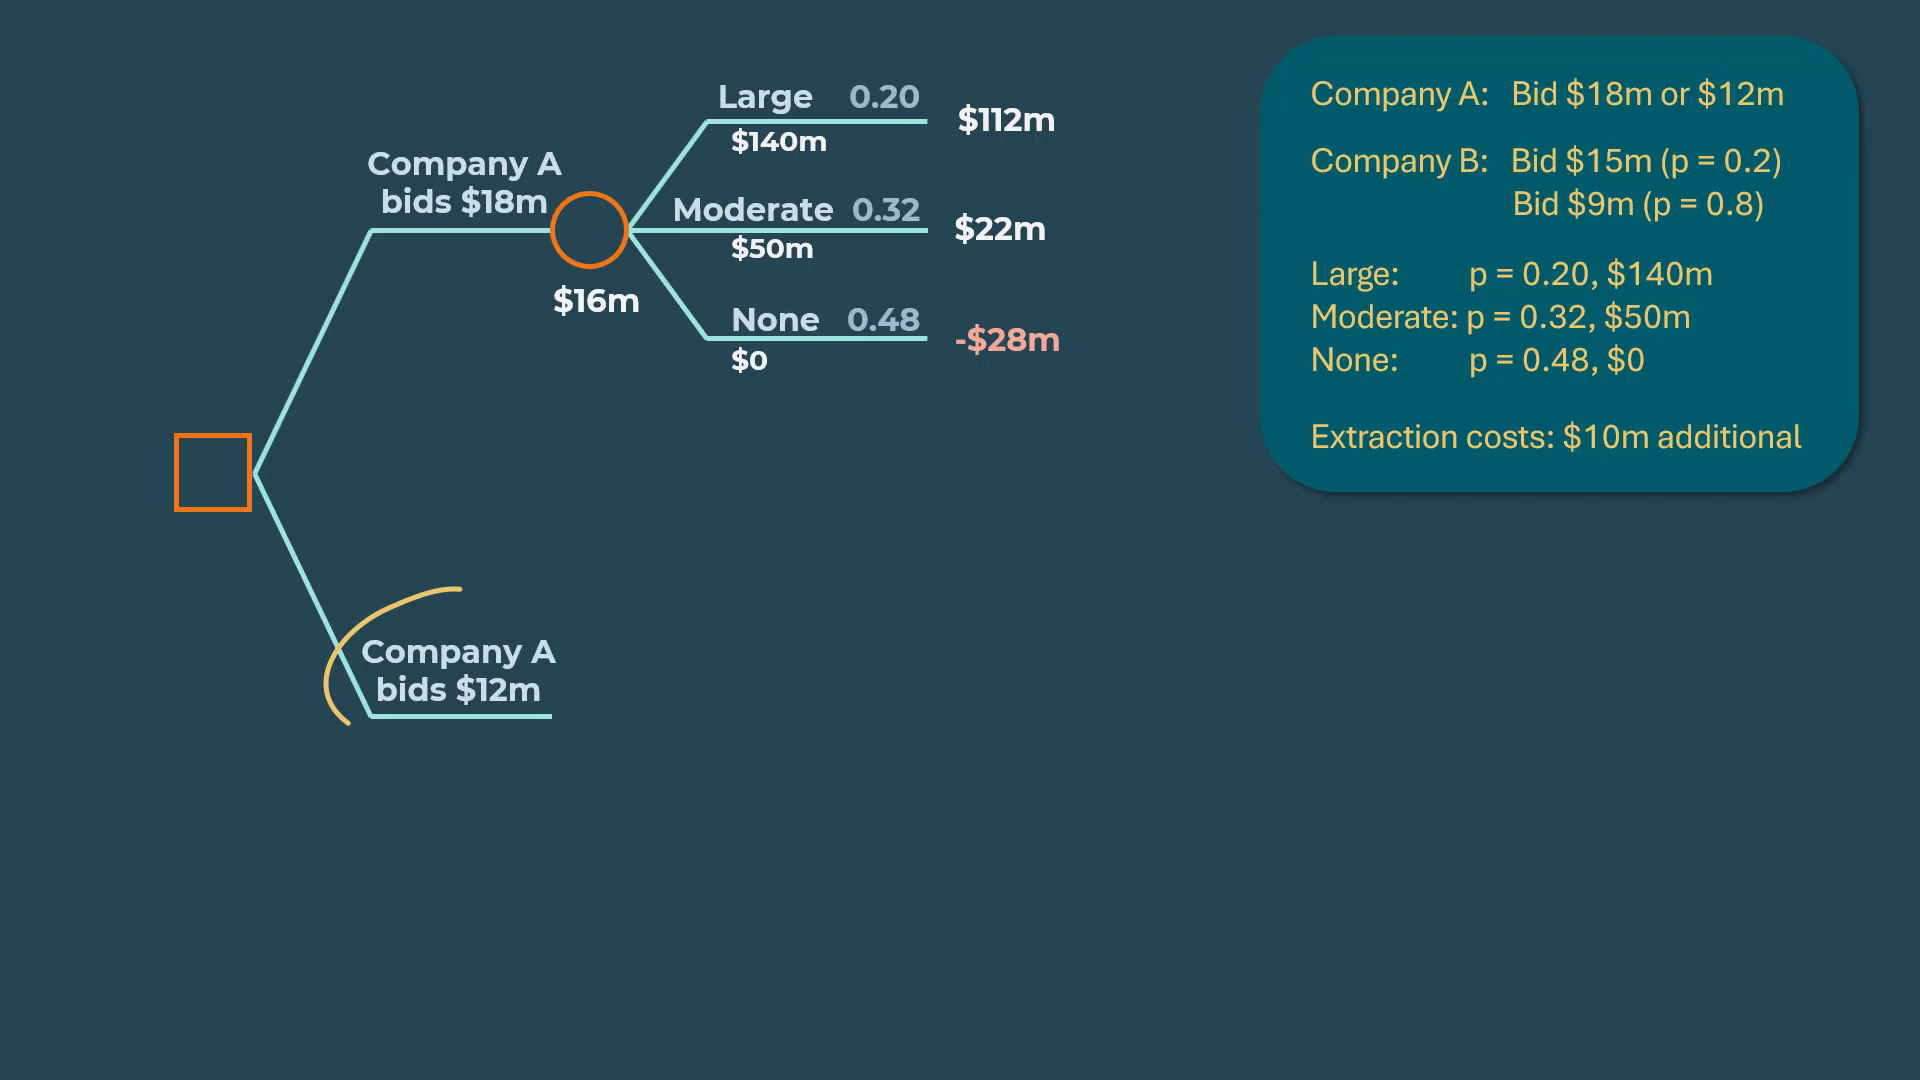 Large 0.20
$140m
$112m
Company A
bids $18m
Moderate 0.32
$50m
$22m
$16m
None 0.48
$0
-$28m
Company A
bids $12m
Company A: Bid $18m or $12m
Company B: Bid $15m (p = 0.2)
Bid $9m (p = 0.8)
Large: p = 0.20, $140m
Moderate: p = 0.32, $50m
None: p = 0.48, $0
Extraction costs: $10m additional